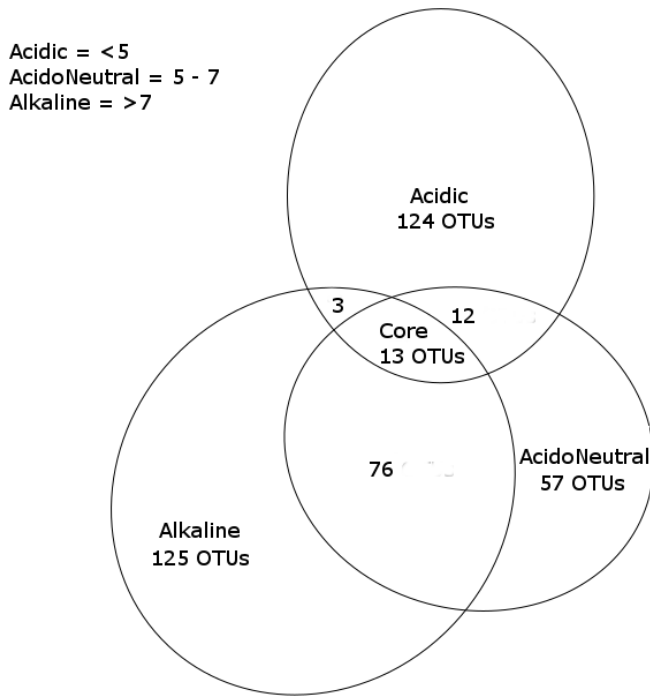 Acidic = <5
AcidoNeutral = 5 - 7
Alkaline = >7
Acidic
124 OTUs
3
12
Core
13 OTUs
76
AcidoNeutral
57 OTUs
Alkaline
125 OTUs